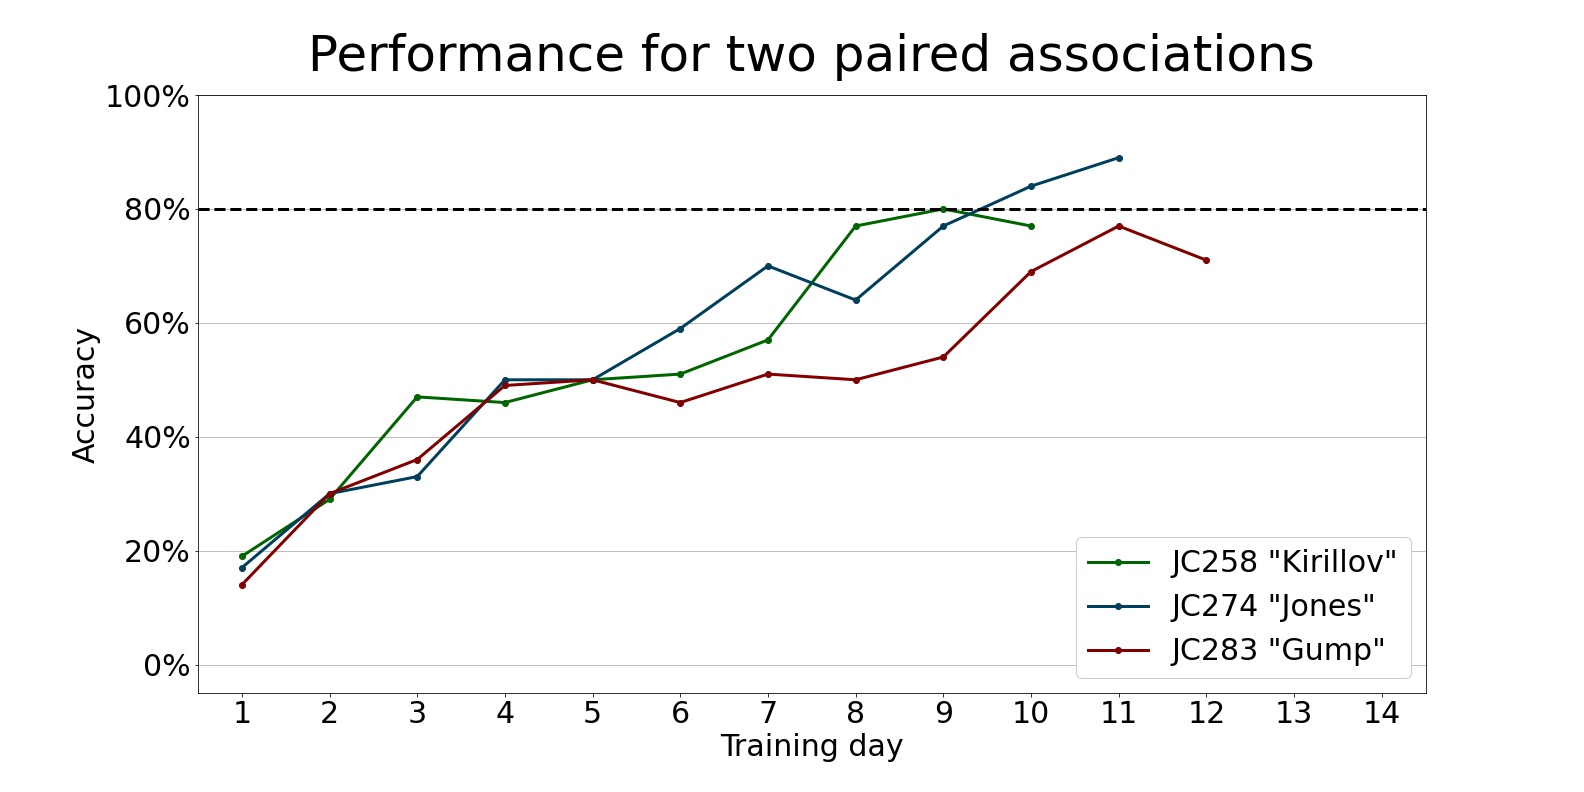 Performance for two paired associations
100%
80%
60%
40%
20%
0%
Accuracy
JC258 "Kirillov"
JC274 "Jones"
JC283 "Gump"
1 2 3 4 5 6 7 8 9 10 11 12 13 14
Training day